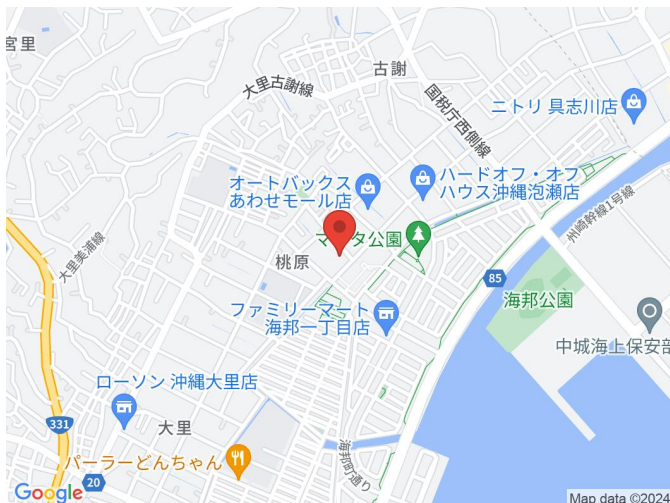 宮里
古謝
大里古謝線
国税庁西側線
ニトリ 具志川店
オートバックス
あわせモール店
ハードオフ・オフ
ハウス沖縄泡瀬店
州崎幹線1号線
大里美浦線
公園
桃原
85
海邦公園
ファミリーマート
海邦一丁目店
中城海上保安部
ローソン 沖縄大里店
331
大里
海邦町通り
パーラーどんちゃん
20
Google
Map data ©2024